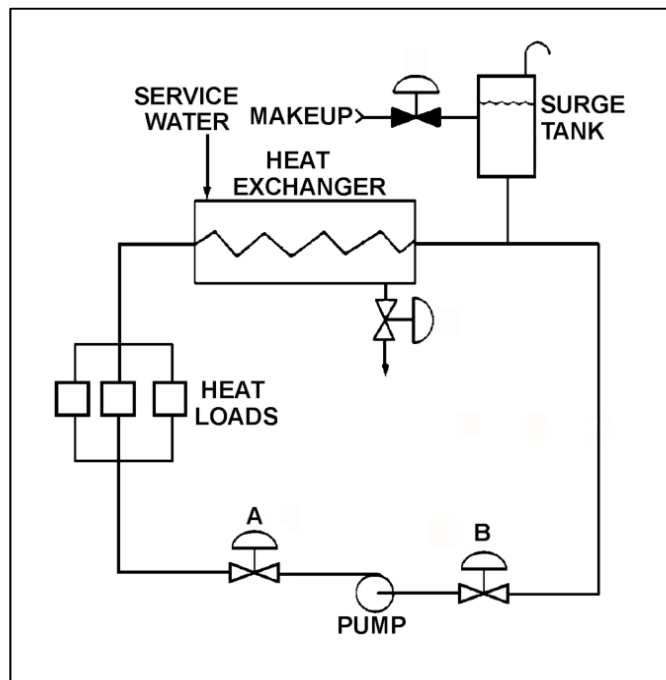 SERVICE
WATER
MAKEUP
SURGE
TANK
HEAT
EXCHANGER
HEAT
LOADS
A
B
PUMP